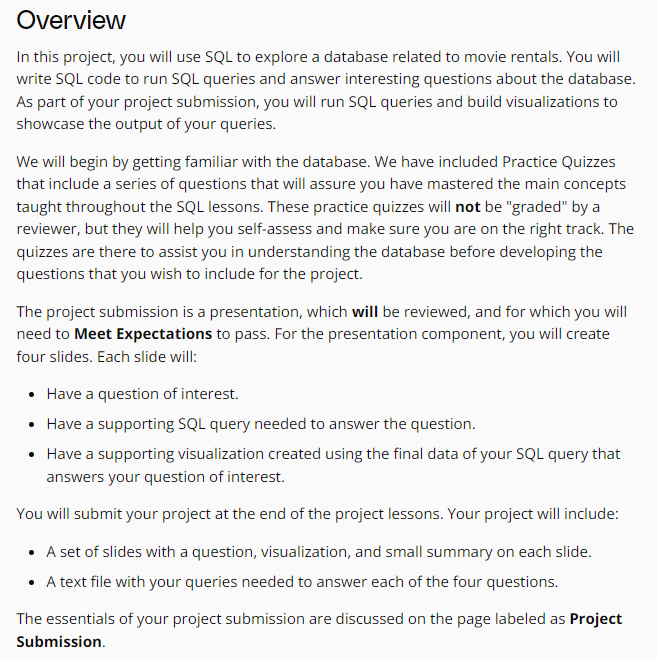 Overview
In this project, you will use SQL to explore a database related to movie rentals. You will
write SQL code to run SQL queries and answer interesting questions about the database.
As part of your project submission, you will run SQL queries and build visualizations to
showcase the output of your queries.
We will begin by getting familiar with the database. We have included Practice Quizzes
that include a series of questions that will assure you have mastered the main concepts
taught throughout the SQL lessons. These practice quizzes will not be "graded" by a
reviewer, but they will help you self-assess and make sure you are on the right track. The
quizzes are there to assist you in understanding the database before developing the
questions that you wish to include for the project.
The project submission is a presentation, which will be reviewed, and for which you will
need to Meet Expectations to pass. For the presentation component, you will create
four slides. Each slide will:
• Have a question of interest.
• Have a supporting SQL query needed to answer the question.
• Have a supporting visualization created using the final data of your SQL query that
answers your question of interest.
You will submit your project at the end of the project lessons. Your project will include:
• A set of slides with a question, visualization, and small summary on each slide.
• A text file with your queries needed to answer each of the four questions.
The essentials of your project submission are discussed on the page labeled as Project
Submission.